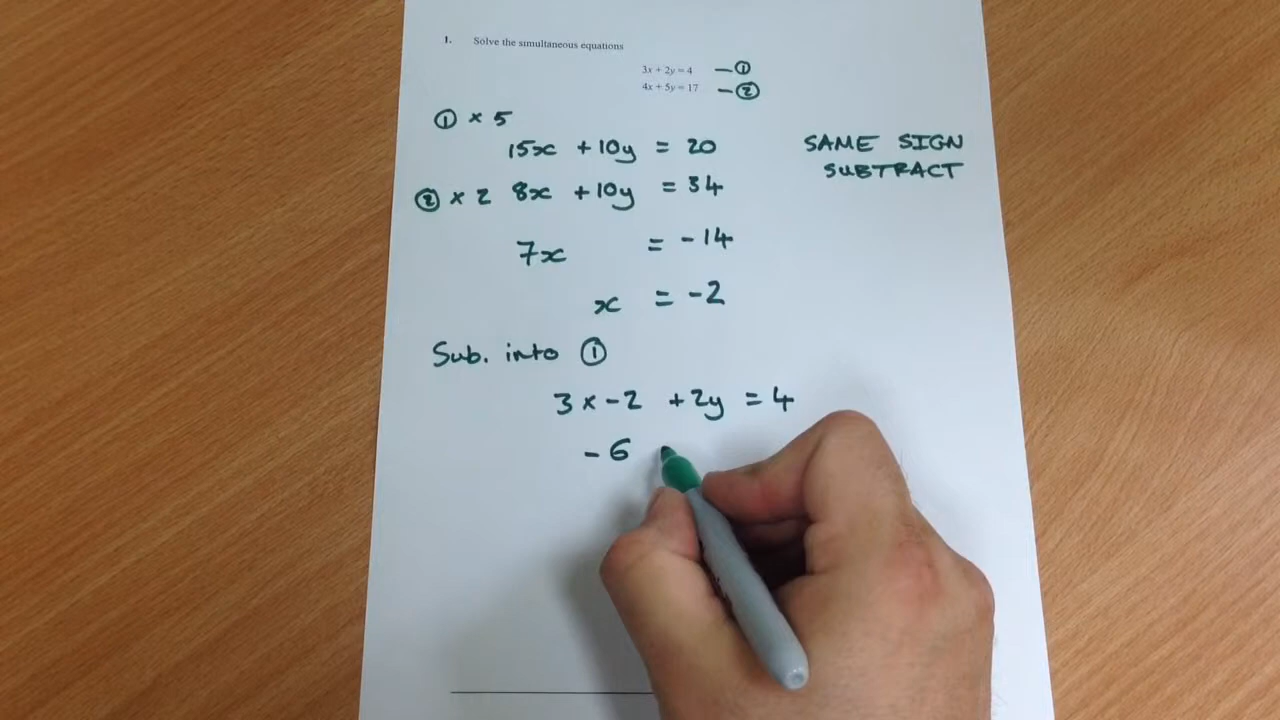 1. Solve the simultaneous equations
3x + 2y = 4 — ①
4x + 5y = 17 — ②
① × 5
15x + 10y = 20
SAME SIGN
SUBTRACT
② × 2 8x + 10y = 34
7x = -14
x = -2
Sub. into ①
3 × -2 + 2y = 4
- 6